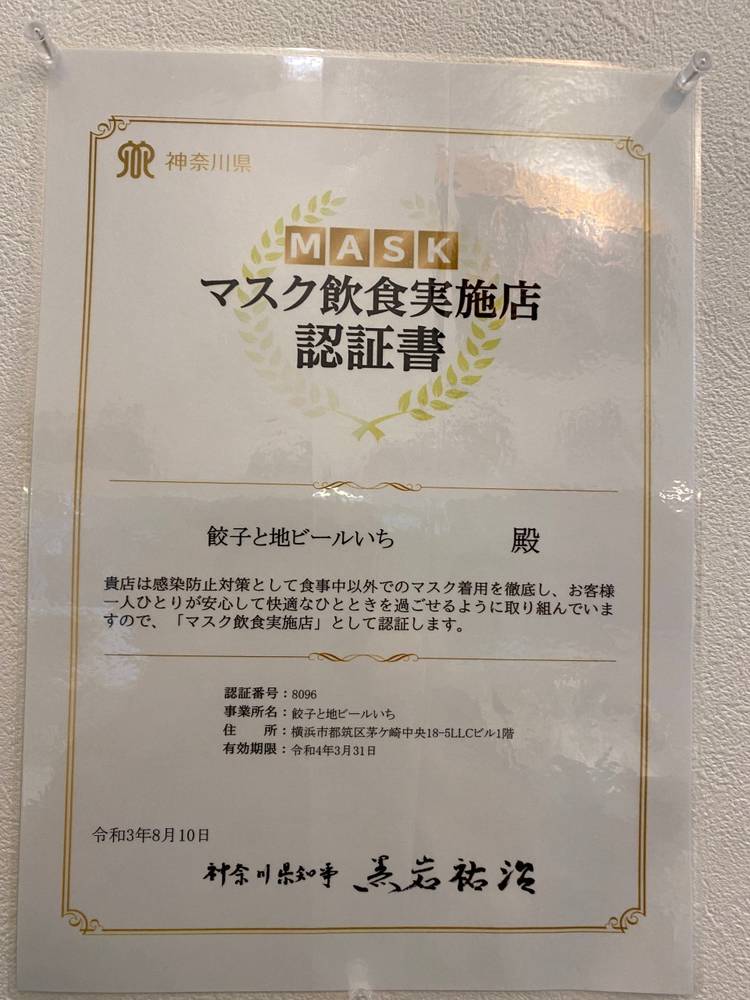 神奈川県
MASK
マスク飲食実施店
認証書
餃子と地ビールいち 殿
貴店は感染防止対策として食事中以外でのマスク着用を徹底し、お客様
一人ひとりが安心して快適なひとときを過ごせるように取り組んでいま
すので、「マスク飲食実施店」として認証します。
認証番号：8096
事業所名：餃子と地ビールいち
住　　所：横浜市都筑区茅ケ崎中央18-5LLCビル1階
有効期限：令和4年3月31日
令和3年8月10日
神奈川県知事 黒岩祐治